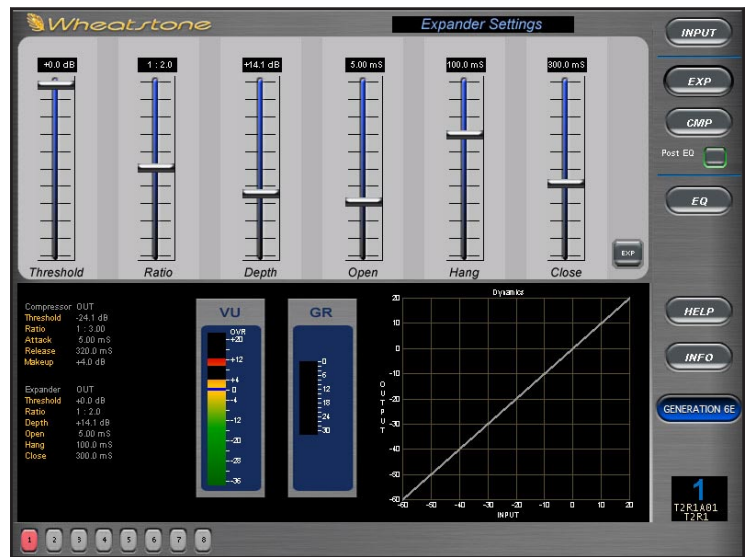 Wheatstone
Expander Settings
+0.0 dB
1 : 2.0
+14.1 dB
5.00 mS
100.0 mS
300.0 mS
Threshold
Ratio
Depth
Open
Hang
Close
EXP
INPUT
EXP
CMP
Post EQ
EQ
HELP
INFO
GENERATION 6E
1
T2R1A01
T2R1
Compressor OUT
Threshold -24.1 dB
Ratio 1 : 3.00
Attack 5.00 mS
Release 320.0 mS
Makeup +4.0 dB
Expander OUT
Threshold +0.0 dB
Ratio 1 : 2.0
Depth +14.1 dB
Open 5.00 mS
Hang 100.0 mS
Close 300.0 mS
VU
OVR
+20
+12
+4
0
-4
-12
-20
-28
-36
GR
-0
-6
-12
-18
-24
-30
Dynamics
20
10
0
-10
-20
-30
-40
-50
-60
OUTPUT
-60 -50 -40 -30 -20 -10 0 10 20
INPUT
1 2 3 4 5 6 7 8